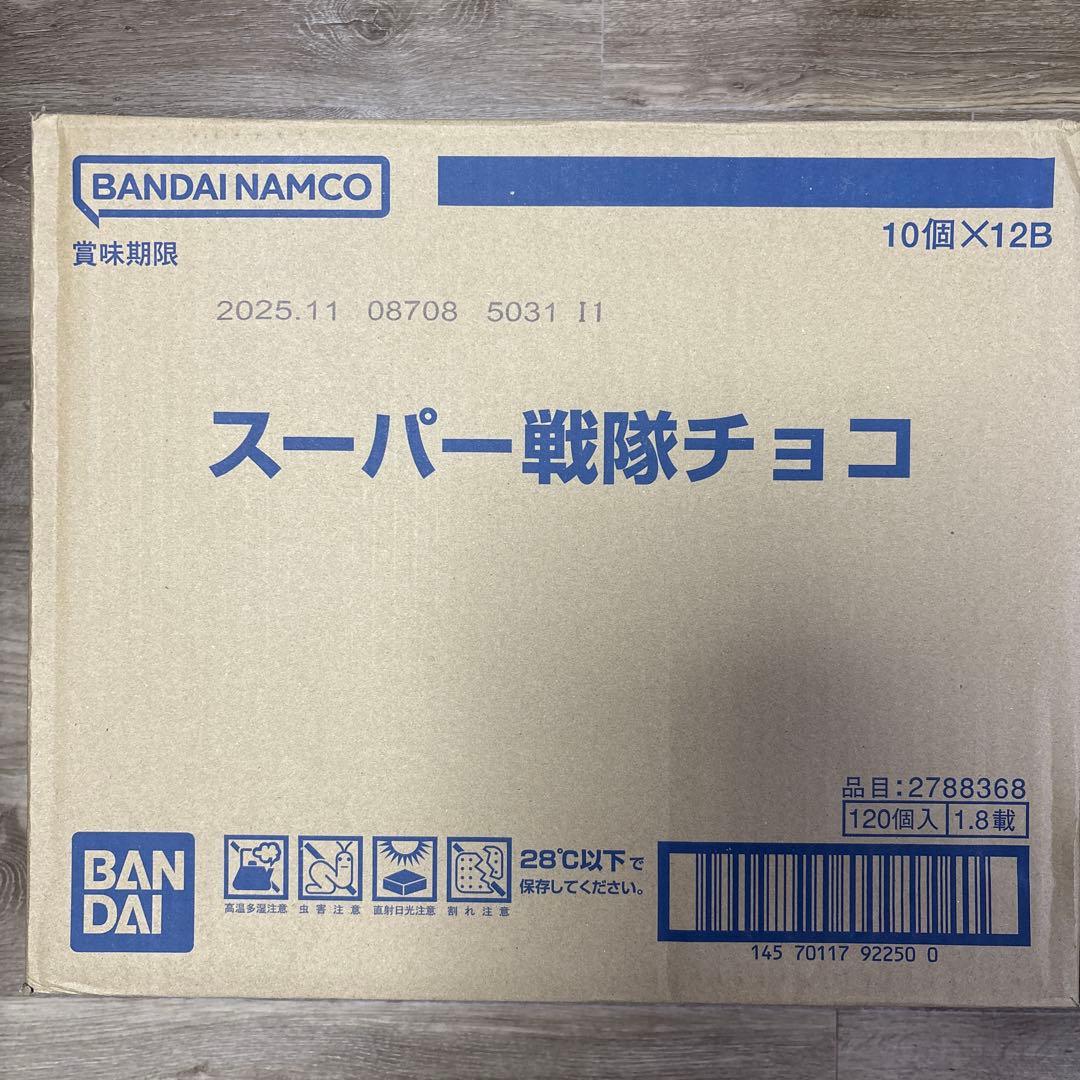 BANDAI NAMCO
10個×12B
賞味期限
2025.11 08708 5031 I1
スーパー戦隊チョコ
品目:2788368
120個入 1.8載
BAN
DAI
高温多湿注意 虫害注意 直射日光注意 割れ注意
28℃以下で
保存してください。
145 70117 92250 0